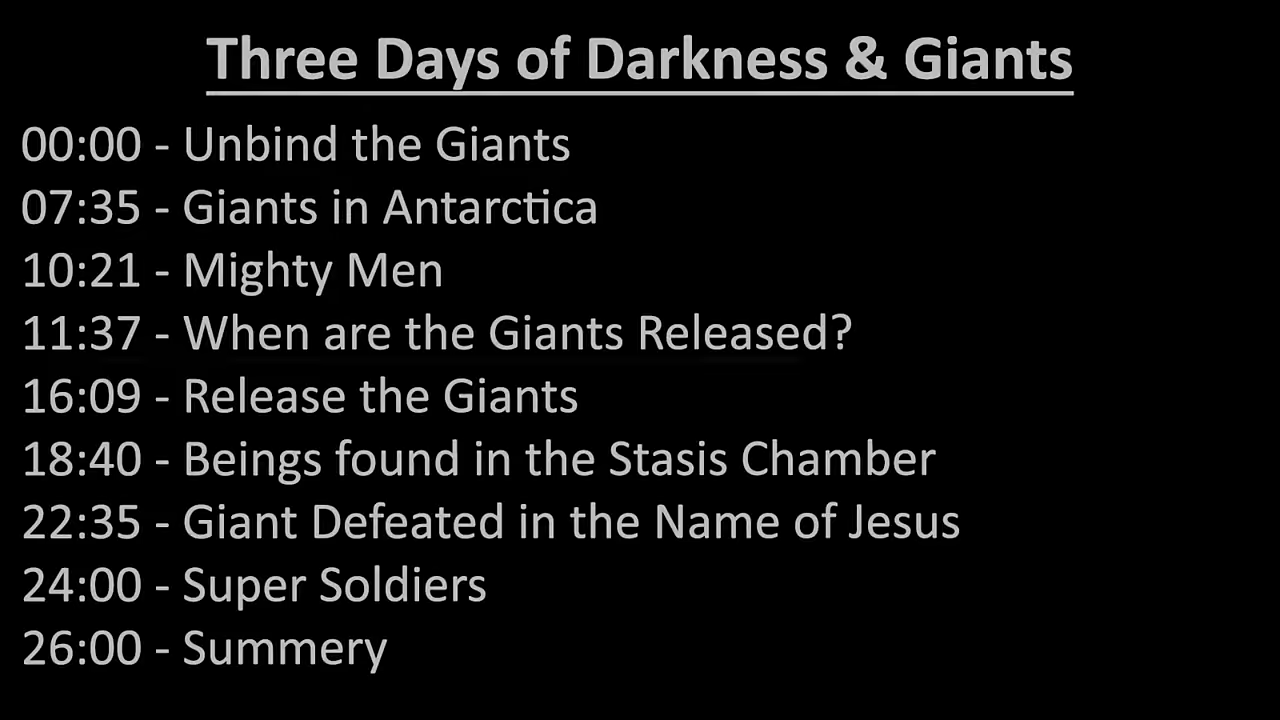 Three Days of Darkness & Giants
00:00 - Unbind the Giants
07:35 - Giants in Antarctica
10:21 - Mighty Men
11:37 - When are the Giants Released?
16:09 - Release the Giants
18:40 - Beings found in the Stasis Chamber
22:35 - Giant Defeated in the Name of Jesus
24:00 - Super Soldiers
26:00 - Summery